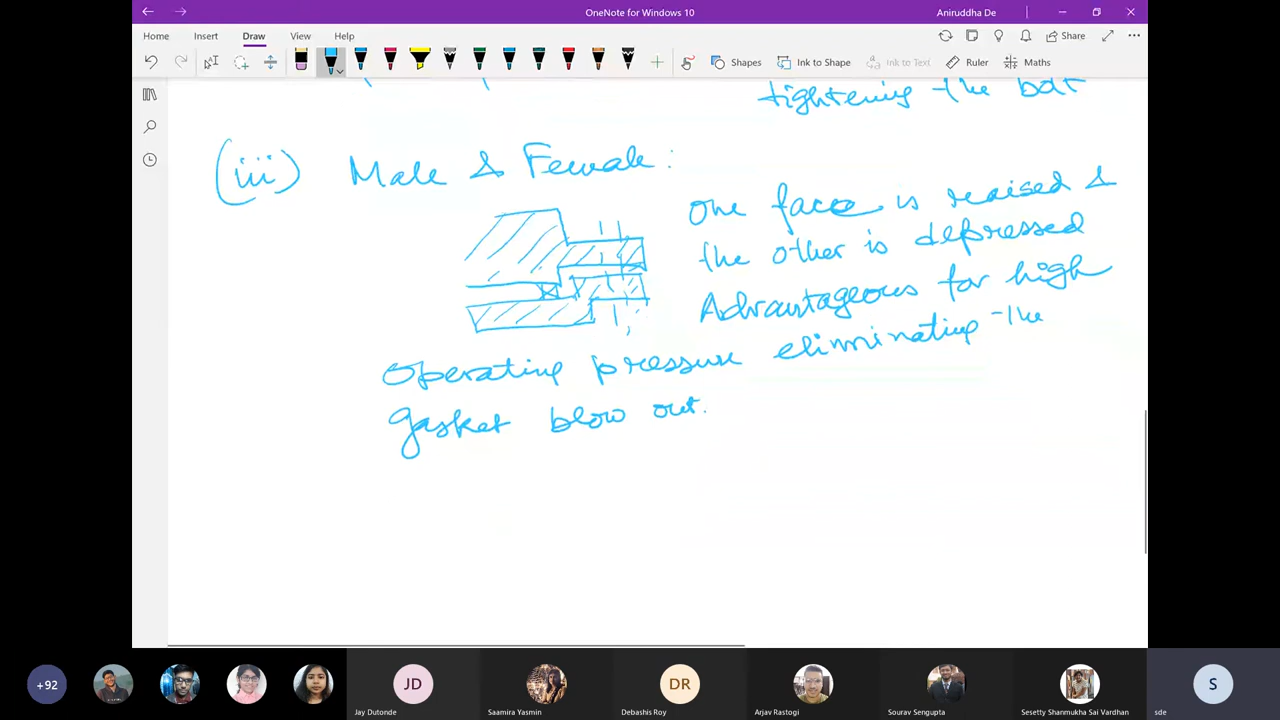 OneNote for Windows 10
Aniruddha De
Home Insert Draw View Help
Share
Shapes Ink to Shape Ink to Text Ruler Maths
tightening the bolt
(iii) Male & Female:
One face is reaised &
the other is depressed
Advantageous for high
Operating pressure eliminating the
gasket blow out.
+92
JD
DR
S
Jay Dutonde
Saamira Yasmin
Debashis Roy
Arjav Rastogi
Sourav Sengupta
Sesetty Shanmukha Sai Vardhan
sde